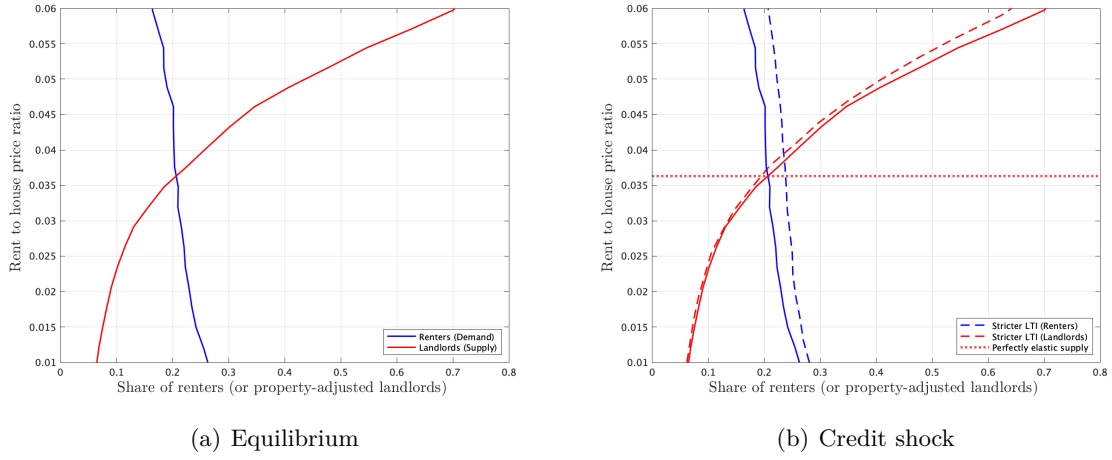 0.06
0.055
0.05
0.045
0.04
0.035
0.03
0.025
0.02
0.015
0.01
Rent to house price ratio
0 0.1 0.2 0.3 0.4 0.5 0.6 0.7 0.8
Share of renters (or property-adjusted landlords)
Renters (Demand)
Landlords (Supply)
(a) Equilibrium
0.06
0.055
0.05
0.045
0.04
0.035
0.03
0.025
0.02
0.015
0.01
Rent to house price ratio
0 0.1 0.2 0.3 0.4 0.5 0.6 0.7 0.8
Share of renters (or property-adjusted landlords)
Stricter LTI (Renters)
Stricter LTI (Landlords)
Perfectly elastic supply
(b) Credit shock